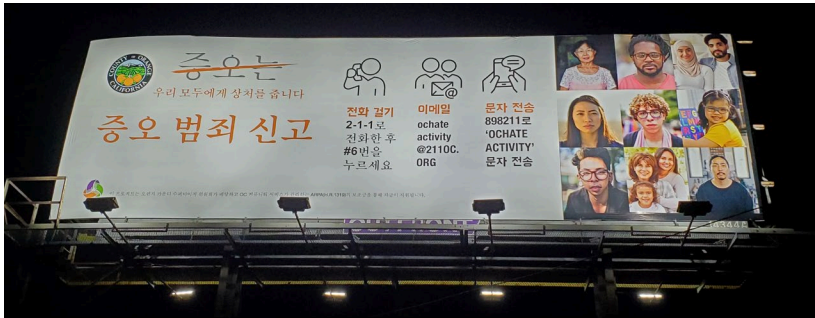 COUNTY OF ORANGE
CALIFORNIA
증오는
우리 모두에게 상처를 줍니다
증오 범죄 신고
전화 걸기
2-1-1로
전화한 후
#6번을
누르세요
이메일
ochate
activity
@211OC.
ORG
문자 전송
898211로
'OCHATE
ACTIVITY'
문자 전송
OUTFRONT